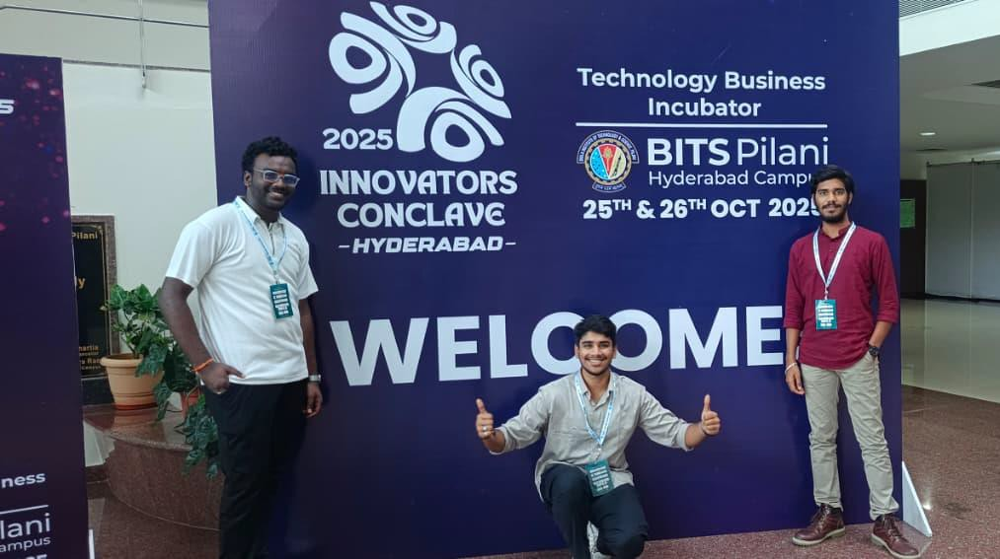 2025
INNOVATORS
CONCLAVE
–HYDERABAD–
Technology Business
Incubator
BITS Pilani
Hyderabad Campu
25TH & 26TH OCT 2025
WELCOME
s
Pilani
ness
lani
ampus